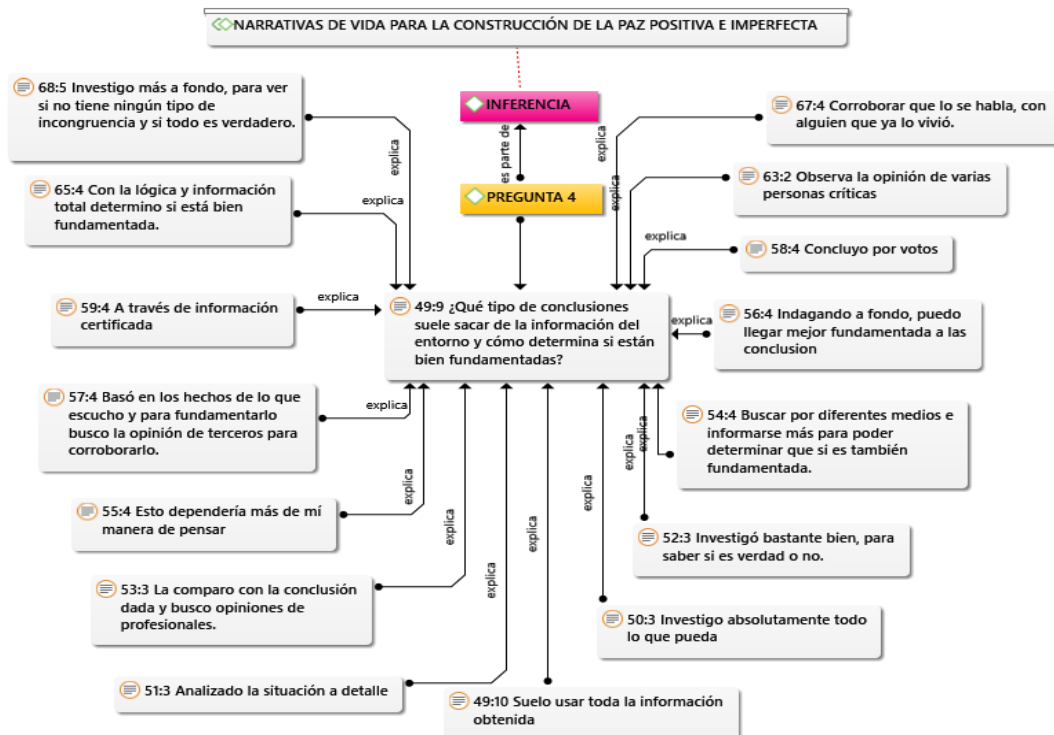 NARRATIVAS DE VIDA PARA LA CONSTRUCCIÓN DE LA PAZ POSITIVA E IMPERFECTA
68:5 Investigo más a fondo, para ver
si no tiene ningún tipo de
incongruencia y si todo es verdadero.
explica
INFERENCIA
es parte de
PREGUNTA 4
explica
explica
67:4 Corroborar que lo se habla, con
alguien que ya lo vivió.
65:4 Con la lógica y información
total determino si está bien
fundamentada.
explica
63:2 Observa la opinión de varias
personas críticas
explica
58:4 Concluyo por votos
59:4 A través de información
certificada
explica
49:9 ¿Qué tipo de conclusiones
suele sacar de la información del
entorno y cómo determina si están
bien fundamentadas?
explica
56:4 Indagando a fondo, puedo
llegar mejor fundamentada a las
conclusion
57:4 Basó en los hechos de lo que
escucho y para fundamentarlo
busco la opinión de terceros para
corroborarlo.
explica
54:4 Buscar por diferentes medios e
informarse más para poder
determinar que si es también
fundamentada.
explica
explica
55:4 Esto dependería más de mí
manera de pensar
explica
52:3 Investigó bastante bien, para
saber si es verdad o no.
explica
53:3 La comparo con la conclusión
dada y busco opiniones de
profesionales.
explica
50:3 Investigo absolutamente todo
lo que pueda
explica
51:3 Analizado la situación a detalle
explica
49:10 Suelo usar toda la información
obtenida
explica